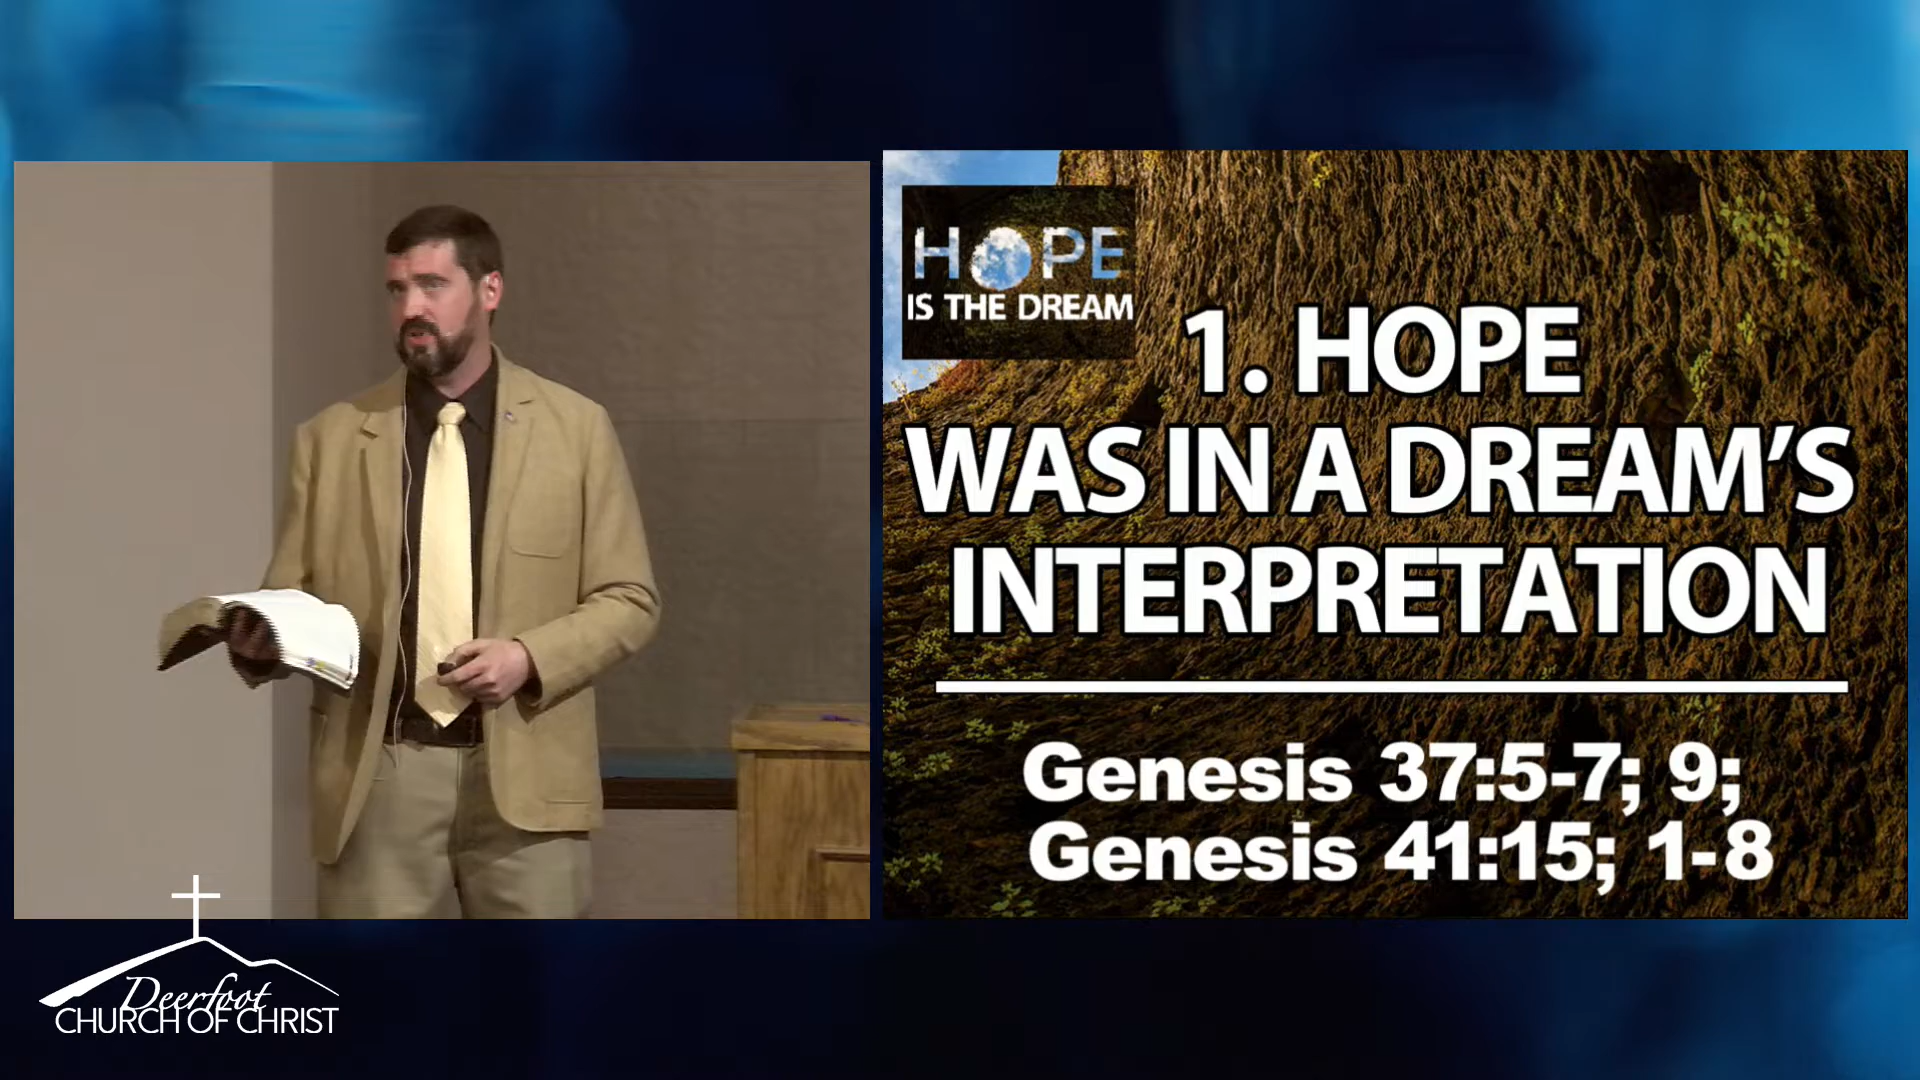 HOPE
IS THE DREAM
1. HOPE
WAS IN A DREAM'S
INTERPRETATION
Genesis 37:5-7; 9;
Genesis 41:15; 1-8
Deerfoot
CHURCH OF CHRIST